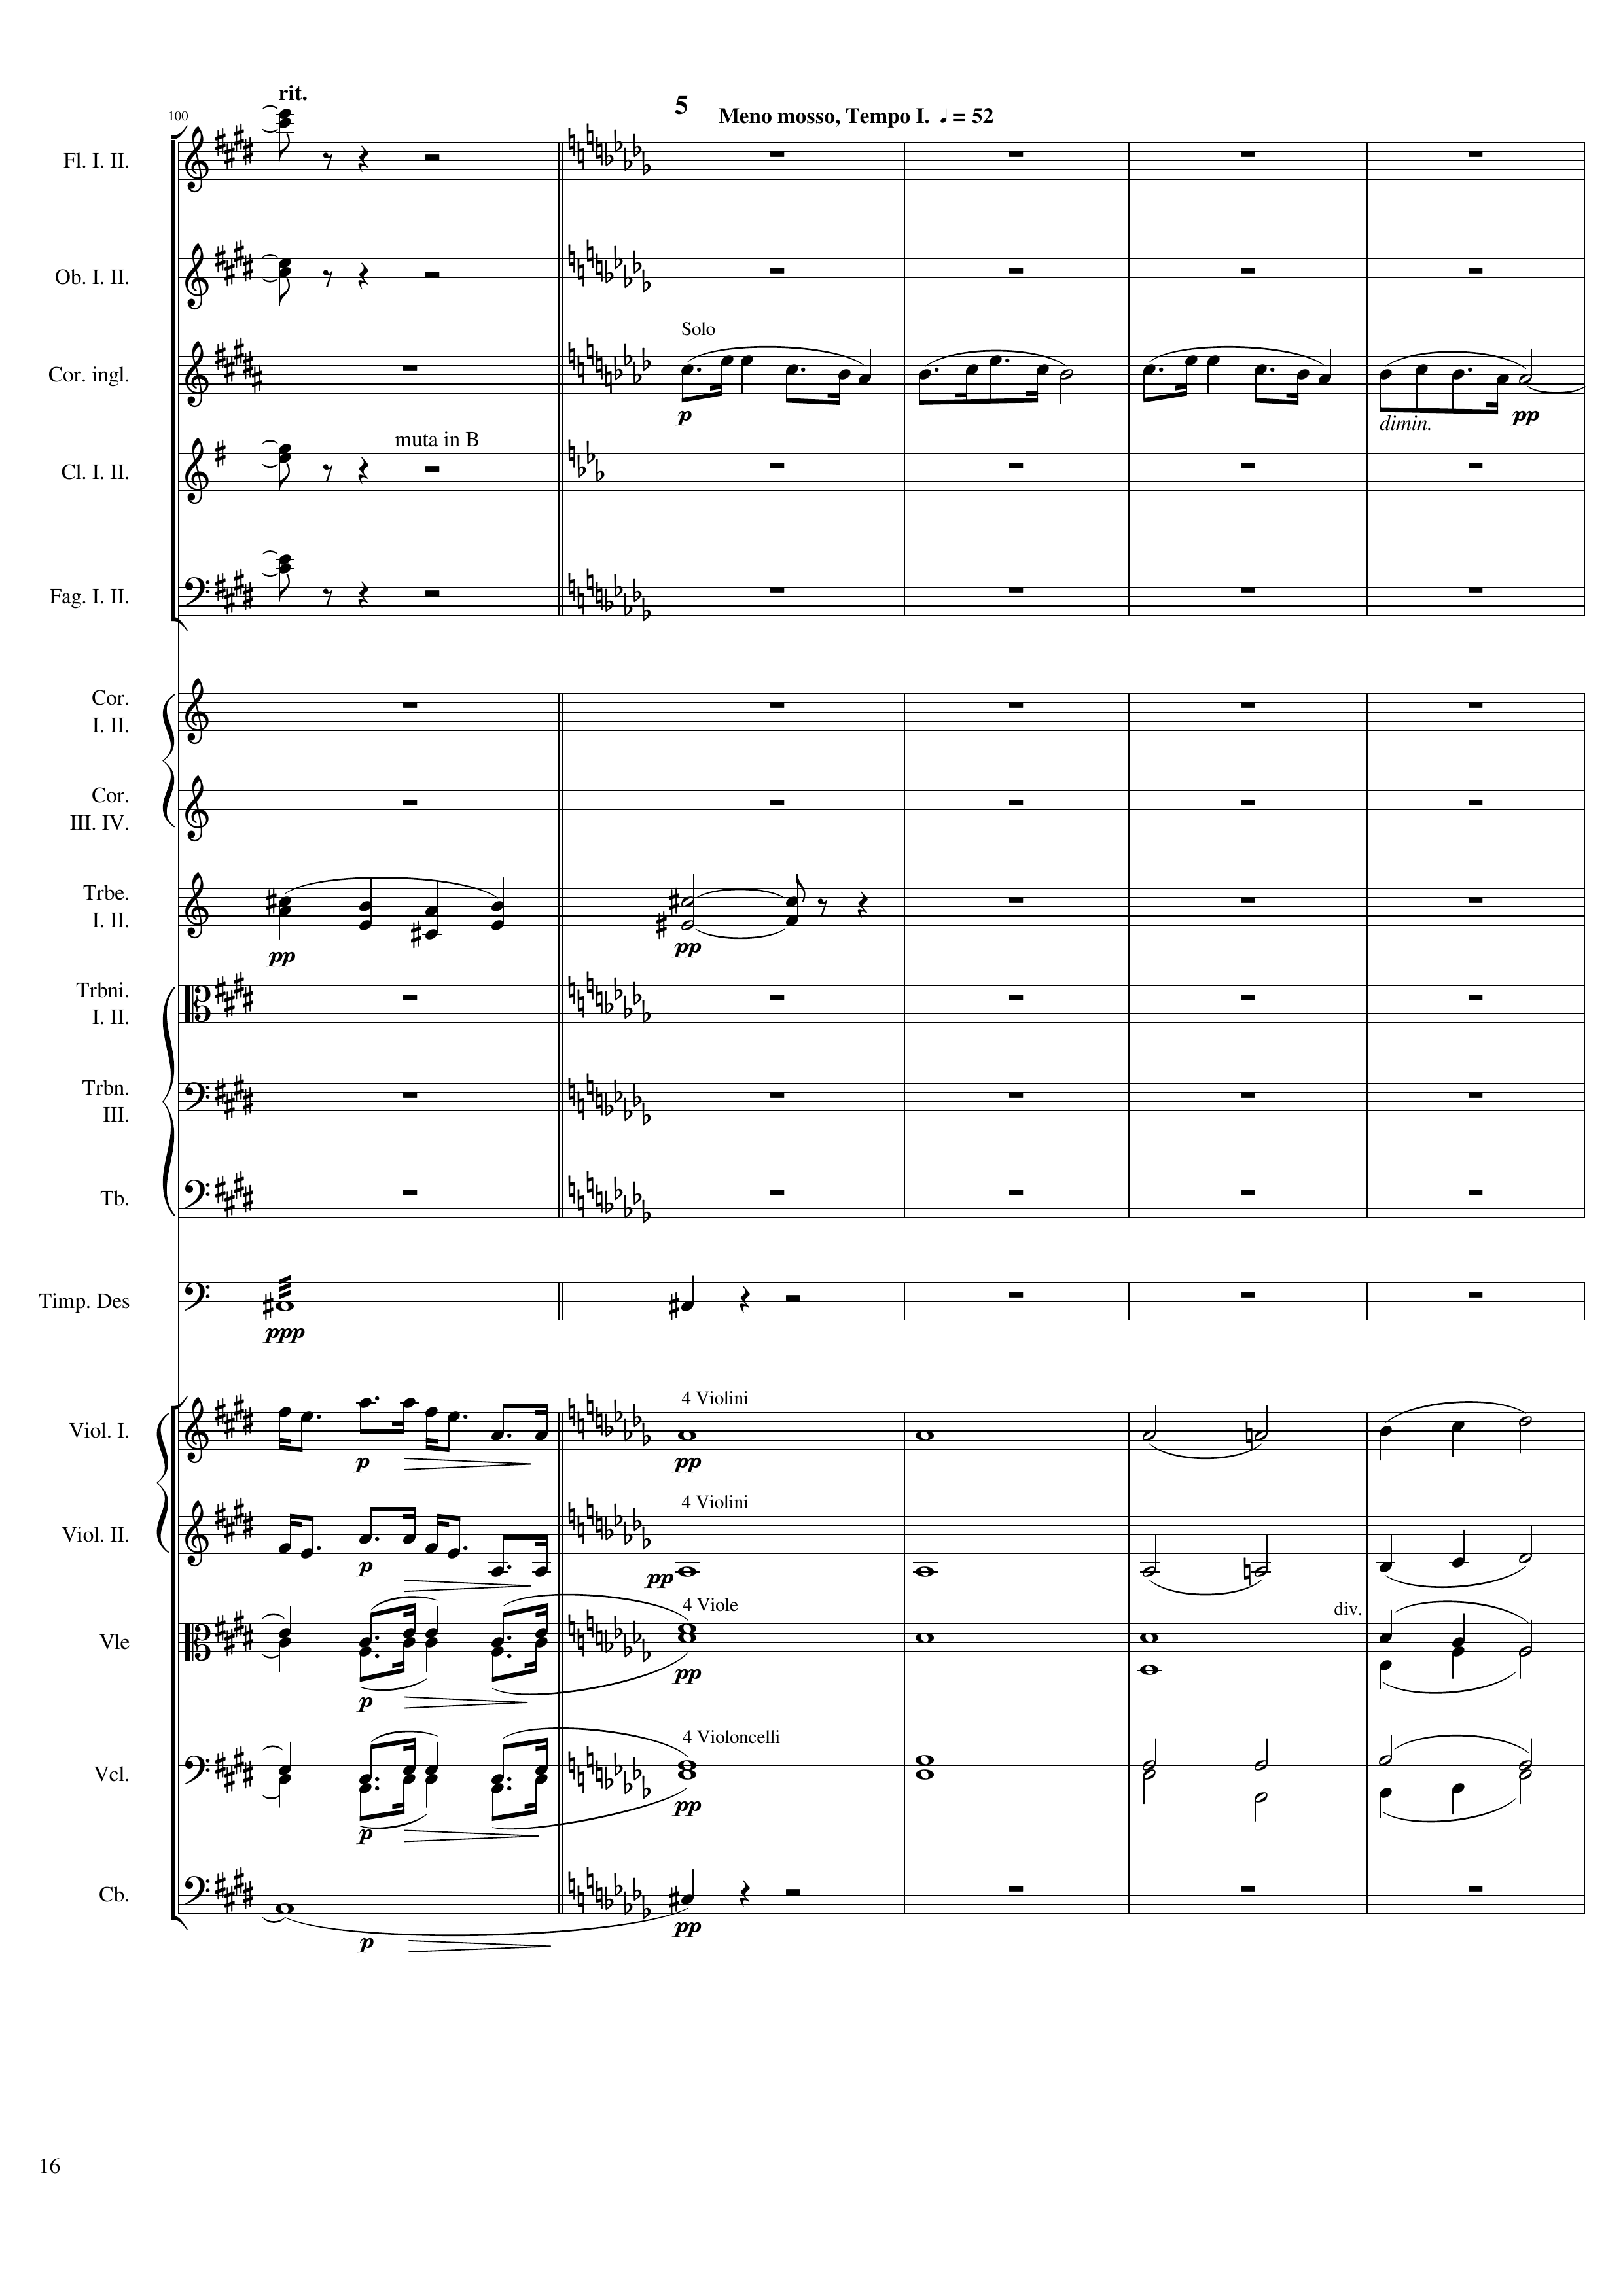 rit.
100
5
Meno mosso, Tempo I. ♩ = 52
Fl. I. II.
Ob. I. II.
Solo
Cor. ingl.
p
dimin.
pp
muta in B
Cl. I. II.
Fag. I. II.
Cor.
I. II.
Cor.
III. IV.
Trbe.
I. II.
pp
pp
Trbni.
I. II.
Trbn.
III.
Tb.
Timp. Des
ppp
4 Violini
Viol. I.
p
pp
4 Violini
Viol. II.
p
pp
4 Viole
div.
Vle
p
pp
4 Violoncelli
Vcl.
p
pp
Cb.
p
pp
16